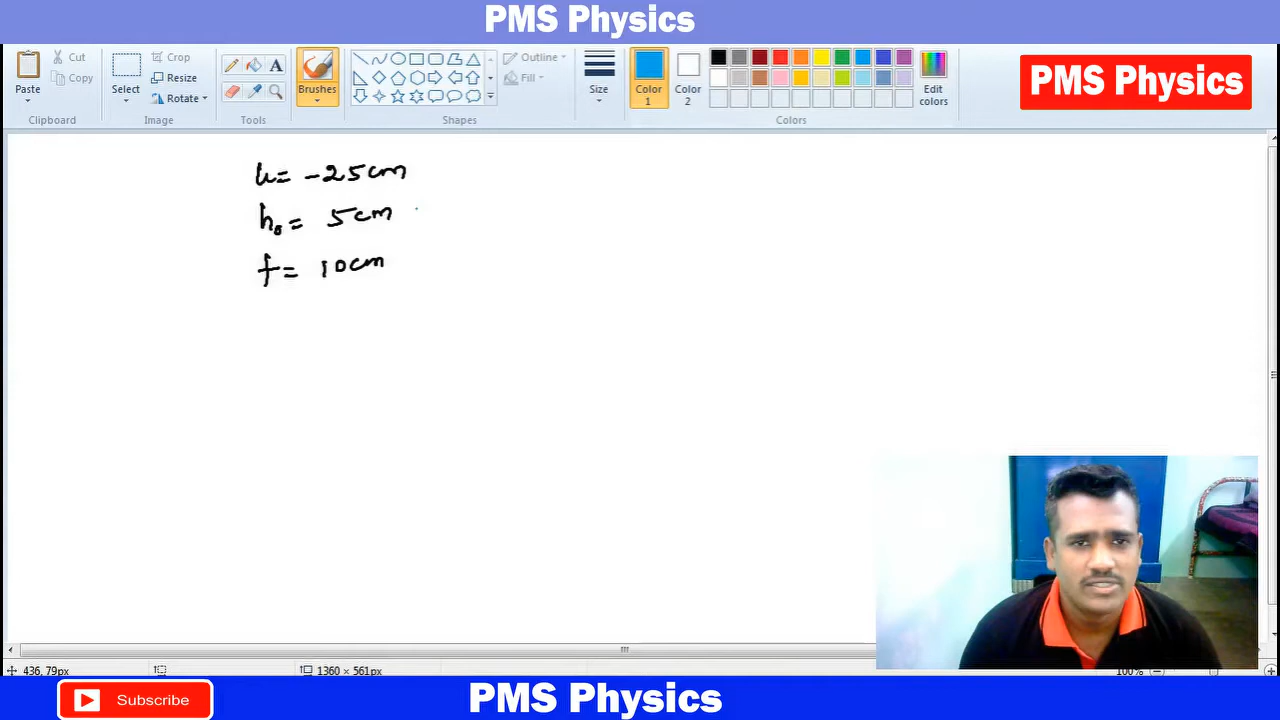 PMS Physics
Paste
Cut
Copy
Clipboard
Select
Crop
Resize
Rotate
Image
Tools
Brushes
Shapes
Outline
Fill
Size
Color 1
Color 2
Edit colors
Colors
PMS Physics
u = -25cm
h₀ = 5cm
f = 10cm
436, 79px
1360 × 561px
100%
Subscribe
PMS Physics